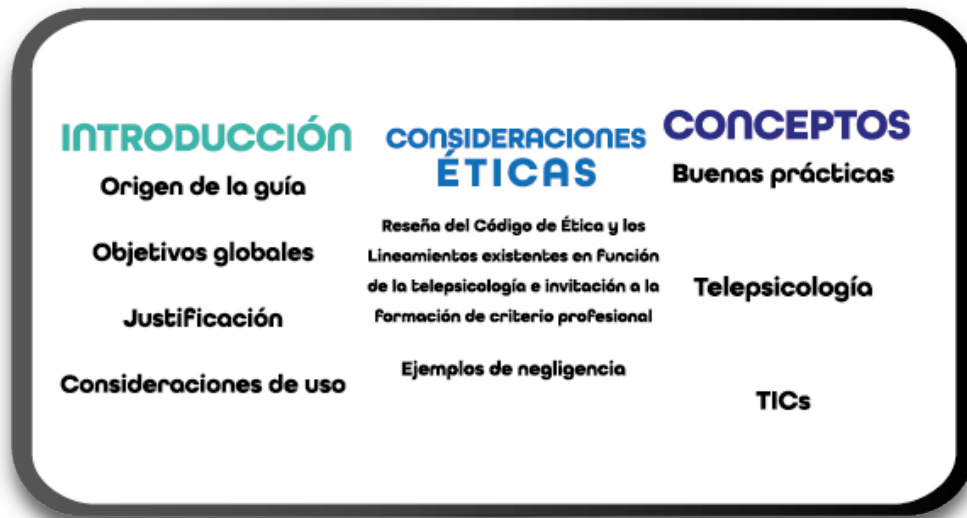 INTRODUCCIÓN
Origen de la guía
Objetivos globales
Justificación
Consideraciones de uso
CONSIDERACIONES
ÉTICAS
Reseña del Código de Ética y los
Lineamientos existentes en función
de la telepsicología e invitación a la
formación de criterio profesional
Ejemplos de negligencia
CONCEPTOS
Buenas prácticas
Telepsicología
TICs